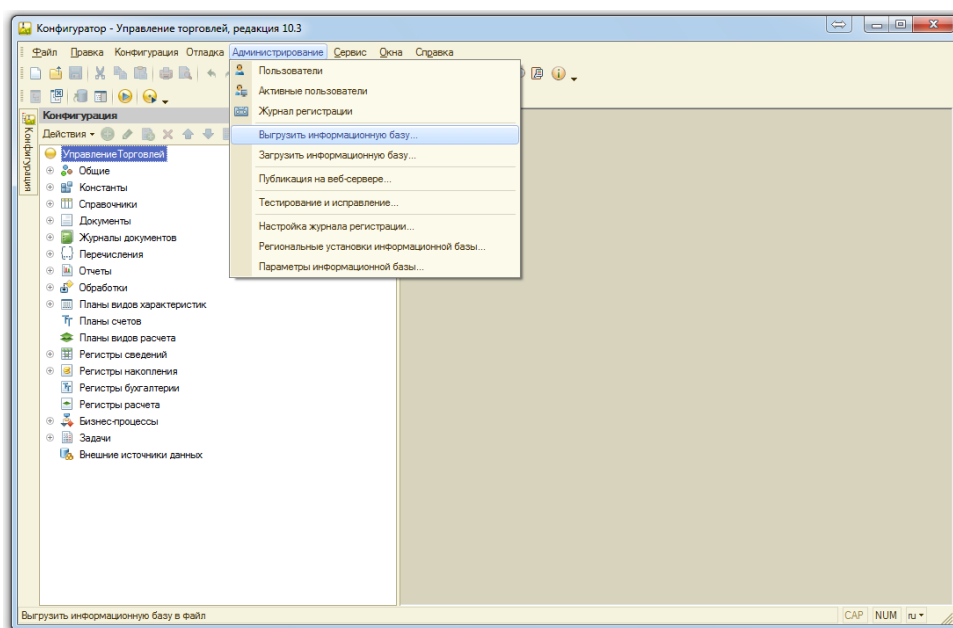 Конфигуратор - Управление торговлей, редакция 10.3
Файл Правка Конфигурация Отладка Администрирование Сервис Окна Справка
Пользователи
Активные пользователи
Журнал регистрации
Выгрузить информационную базу...
Загрузить информационную базу...
Публикация на веб-сервере...
Тестирование и исправление...
Настройка журнала регистрации...
Региональные установки информационной базы...
Параметры информационной базы...
Конфигурация
Конфигурация
Действия
УправлениеТорговлей
Общие
Константы
Справочники
Документы
Журналы документов
Перечисления
Отчеты
Обработки
Планы видов характеристик
Планы счетов
Планы видов расчета
Регистры сведений
Регистры накопления
Регистры бухгалтерии
Регистры расчета
Бизнес-процессы
Задачи
Внешние источники данных
Выгрузить информационную базу в файл
CAP NUM ru